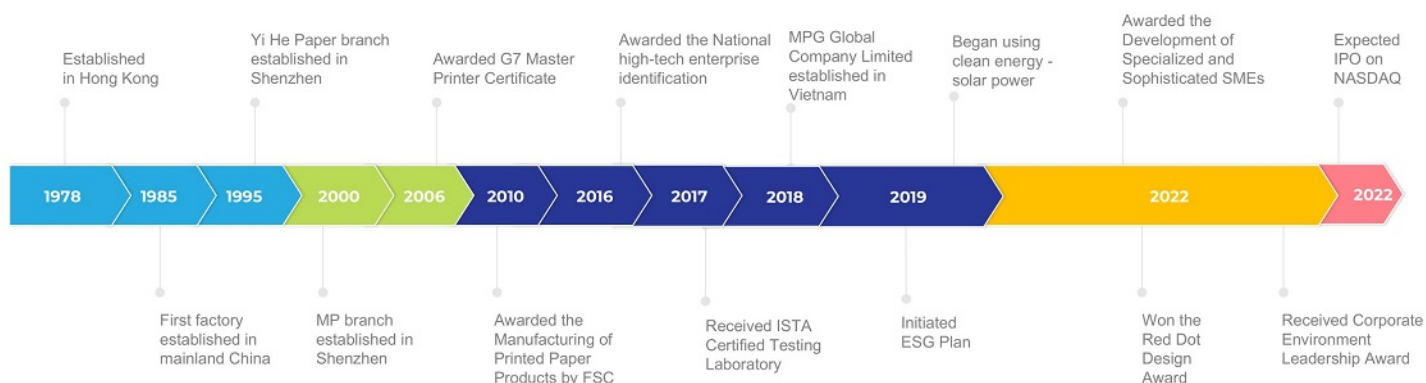 Established
in Hong Kong
Yi He Paper branch
established in
Shenzhen
Awarded G7 Master
Printer Certificate
Awarded the National
high-tech enterprise
identification
MPG Global
Company Limited
established in
Vietnam
Began using
clean energy -
solar power
Awarded the
Development of
Specialized and
Sophisticated SMEs
Expected
IPO on
NASDAQ
1978
1985
1995
2000
2006
2010
2016
2017
2018
2019
2022
2022
First factory
established in
mainland China
MP branch
established in
Shenzhen
Awarded the
Manufacturing of
Printed Paper
Products by FSC
Received ISTA
Certified Testing
Laboratory
Initiated
ESG Plan
Won the
Red Dot
Design
Award
Received Corporate
Environment
Leadership Award